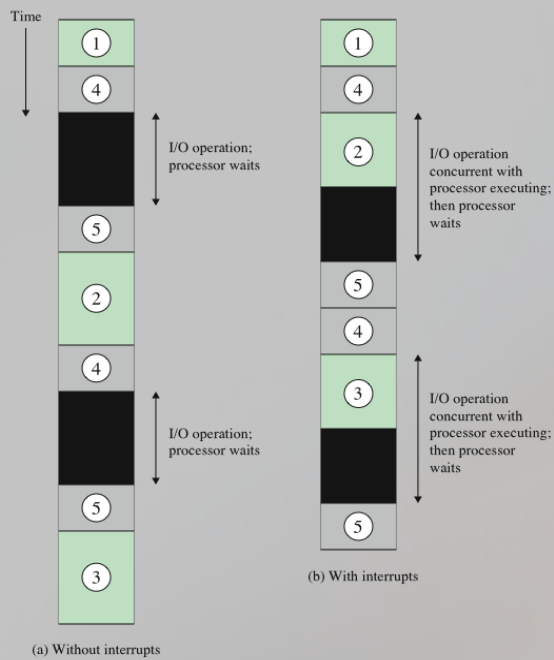 Time
1
4
I/O operation;
processor waits
5
2
4
I/O operation;
processor waits
5
3
(a) Without interrupts
1
4
2
I/O operation
concurrent with
processor executing;
then processor
waits
5
4
3
I/O operation
concurrent with
processor executing;
then processor
waits
5
(b) With interrupts